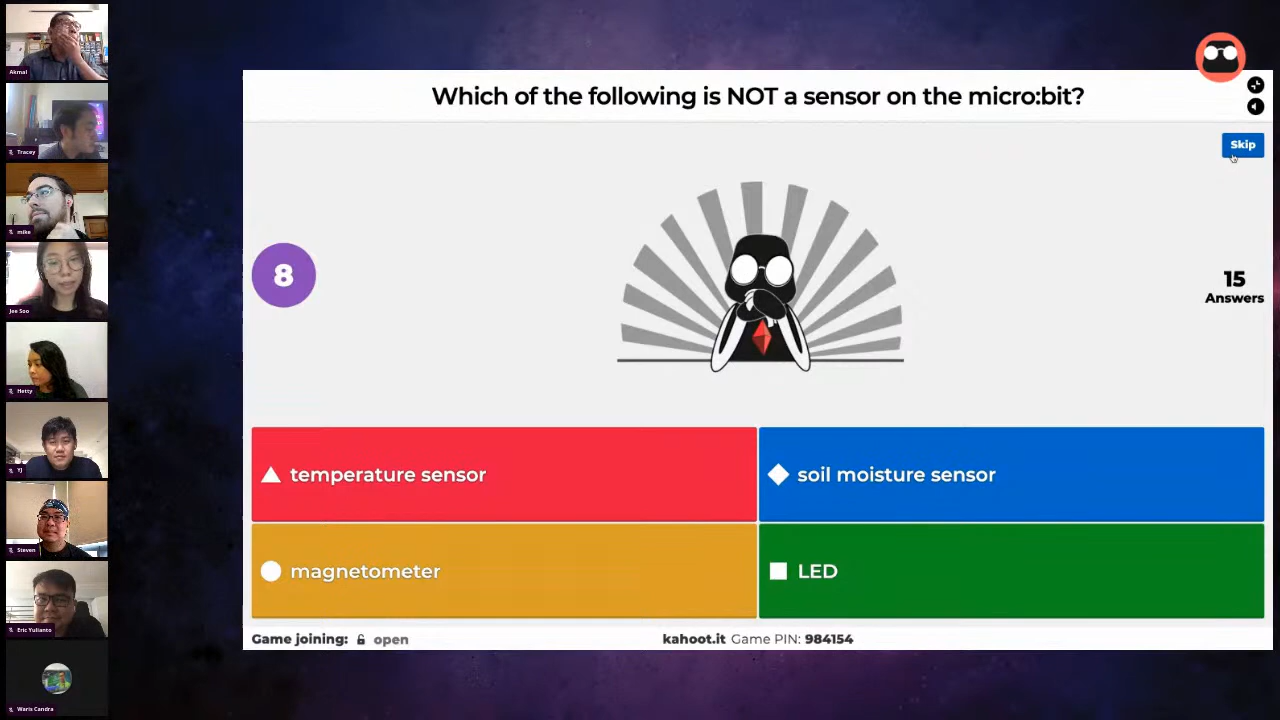 Akmal
Tracey
mike
Jee Soo
Hetty
YJ
Steven
Eric Yulianto
Waris Candra
Which of the following is NOT a sensor on the micro:bit?
Skip
8
15
Answers
temperature sensor
soil moisture sensor
magnetometer
LED
Game joining: open
kahoot.it Game PIN: 984154